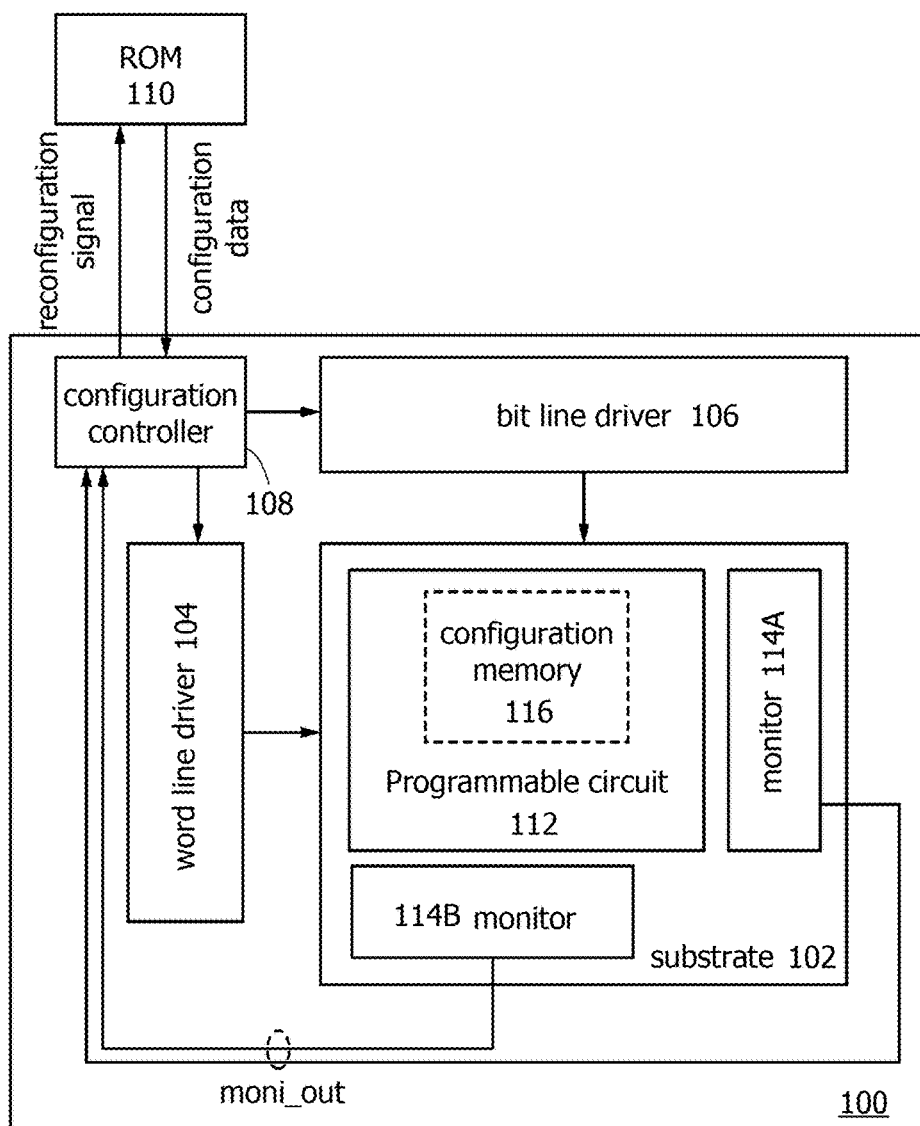 ROM
110
reconfiguration
signal
configuration
data
configuration
controller
108
bit line driver 106
word line driver 104
configuration
memory
116
Programmable circuit
112
monitor 114A
114B monitor
substrate 102
moni_out
100